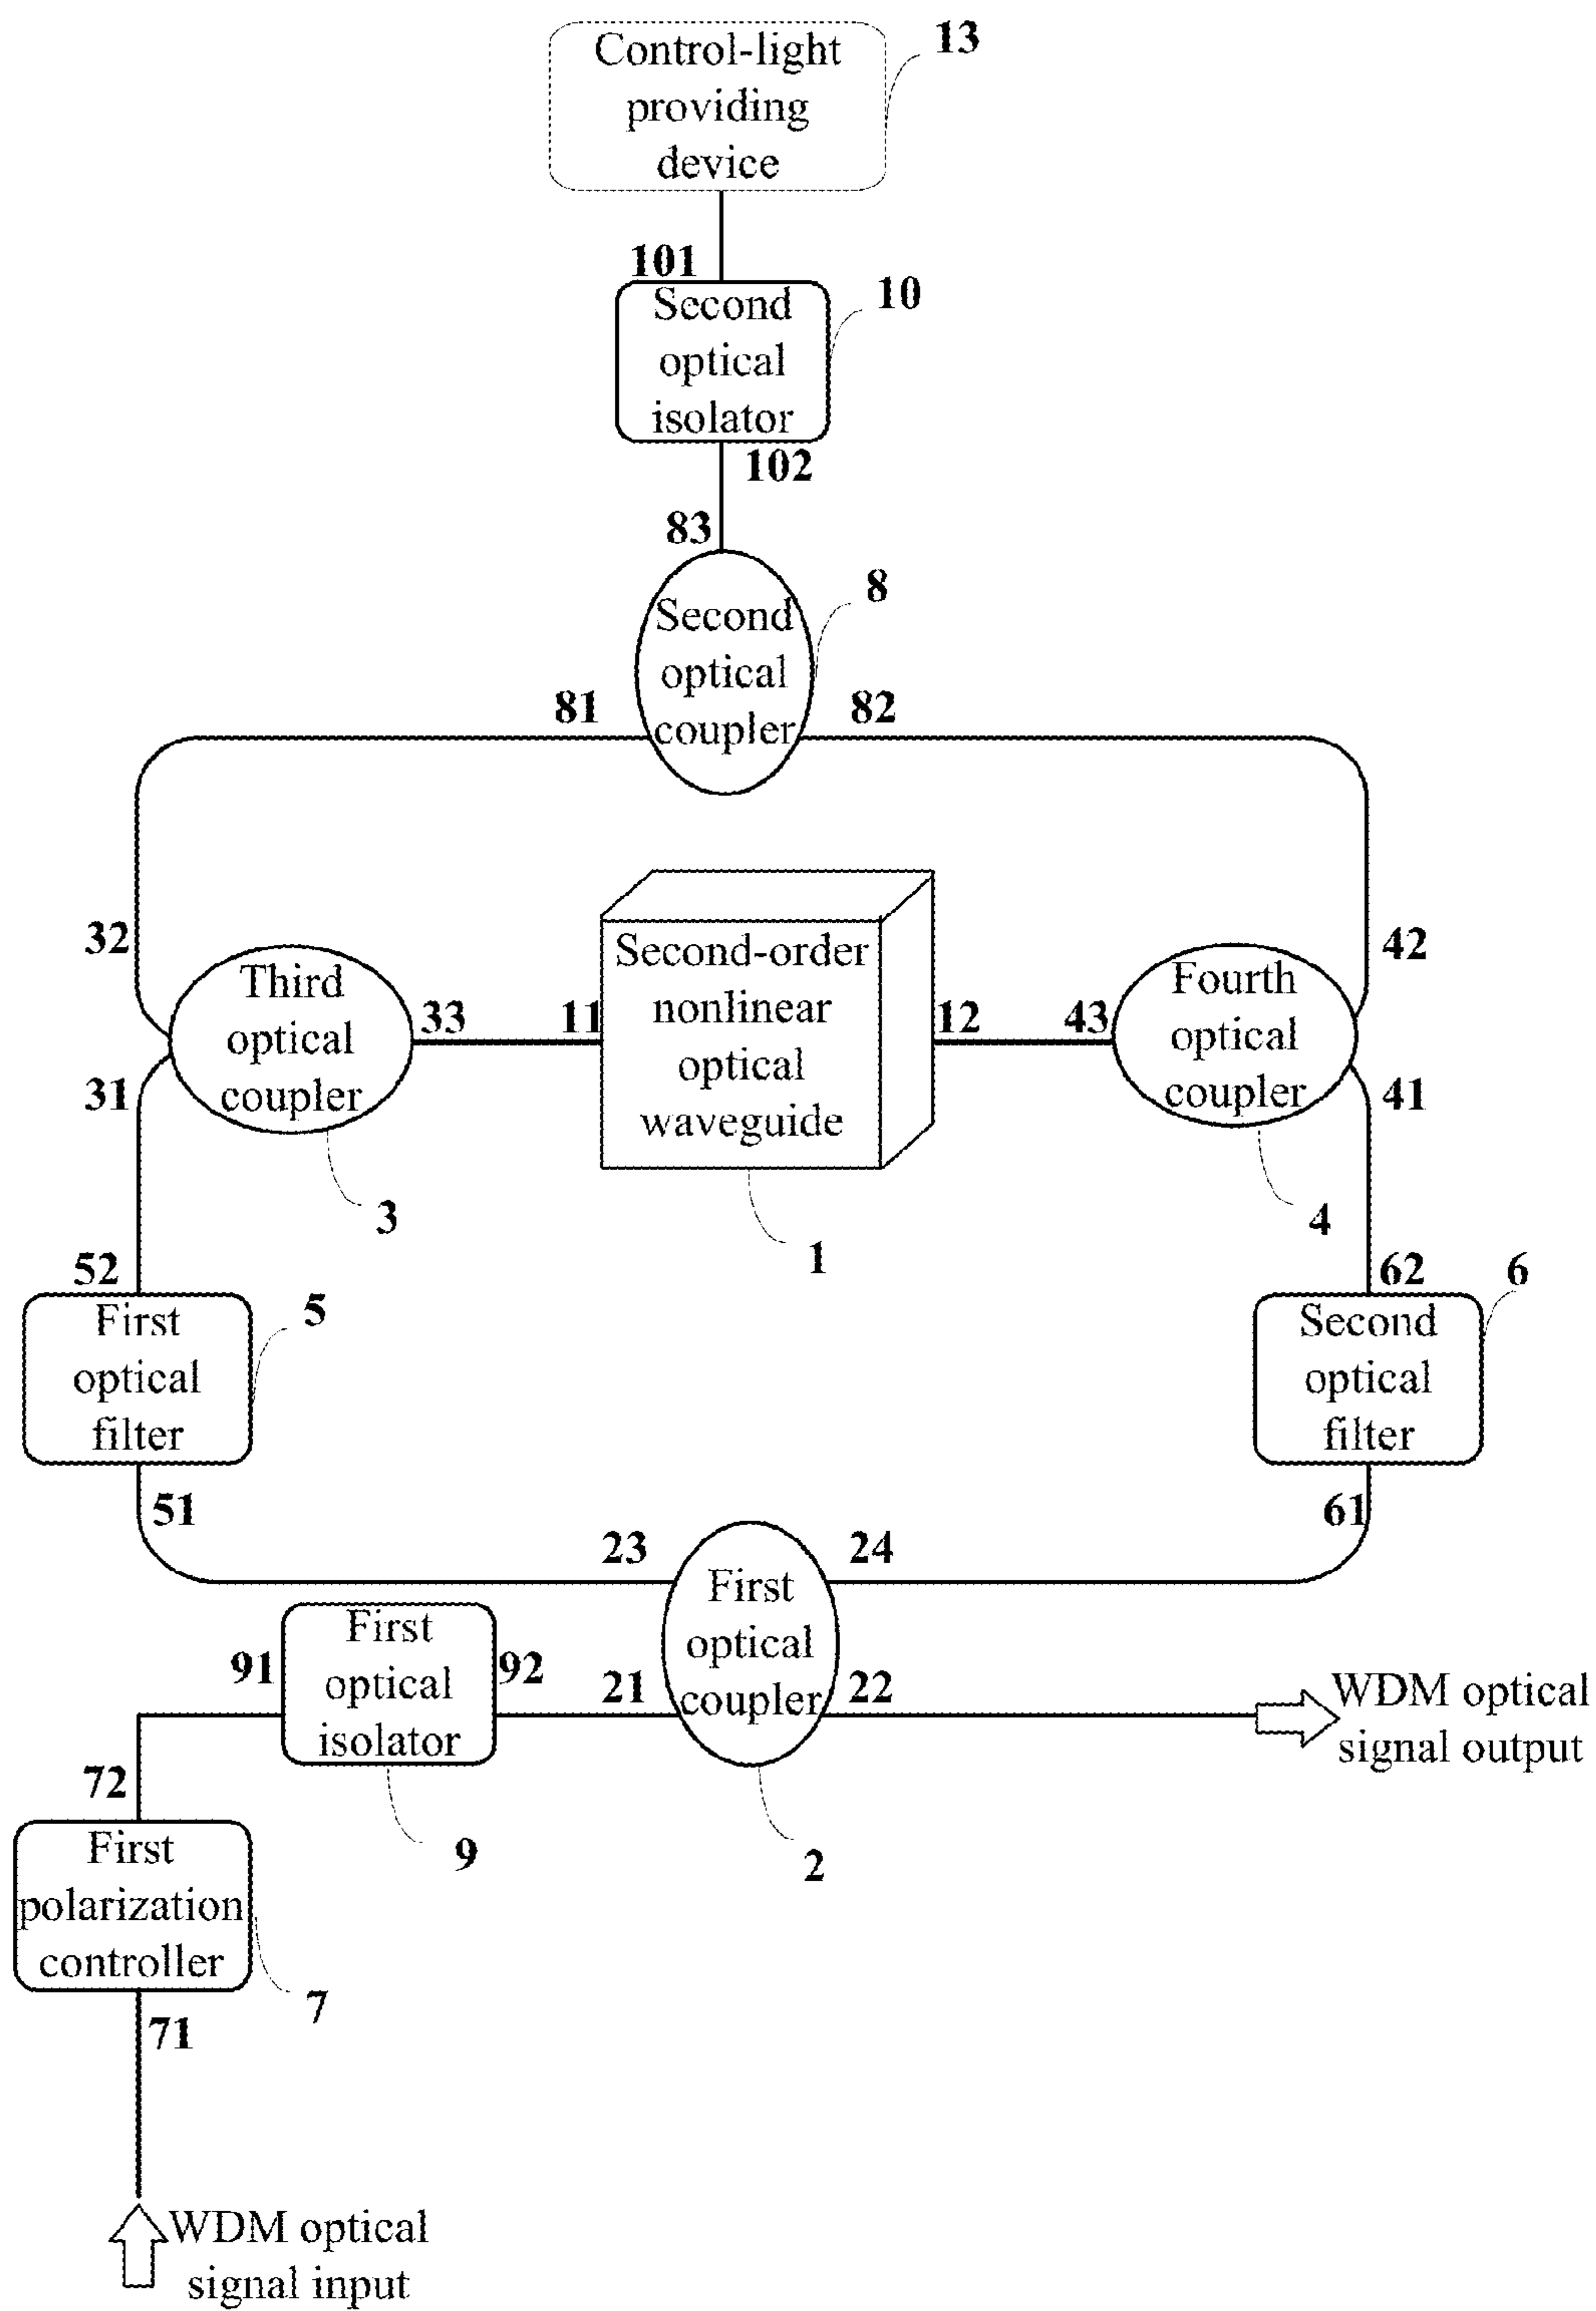 Control-light
providing
device
13
101
Second
optical
isolator
10
102
83
Second
optical
coupler
8
81
82
32
42
Third
optical
coupler
33
11
Second-order
nonlinear
optical
waveguide
12
43
Fourth
optical
coupler
31
41
3
1
4
52
62
6
First
optical
filter
5
Second
optical
filter
51
61
23
24
First
optical
coupler
91
First
optical
isolator
92
21
22
WDM optical
signal output
72
9
2
First
polarization
controller
7
71
WDM optical
signal input